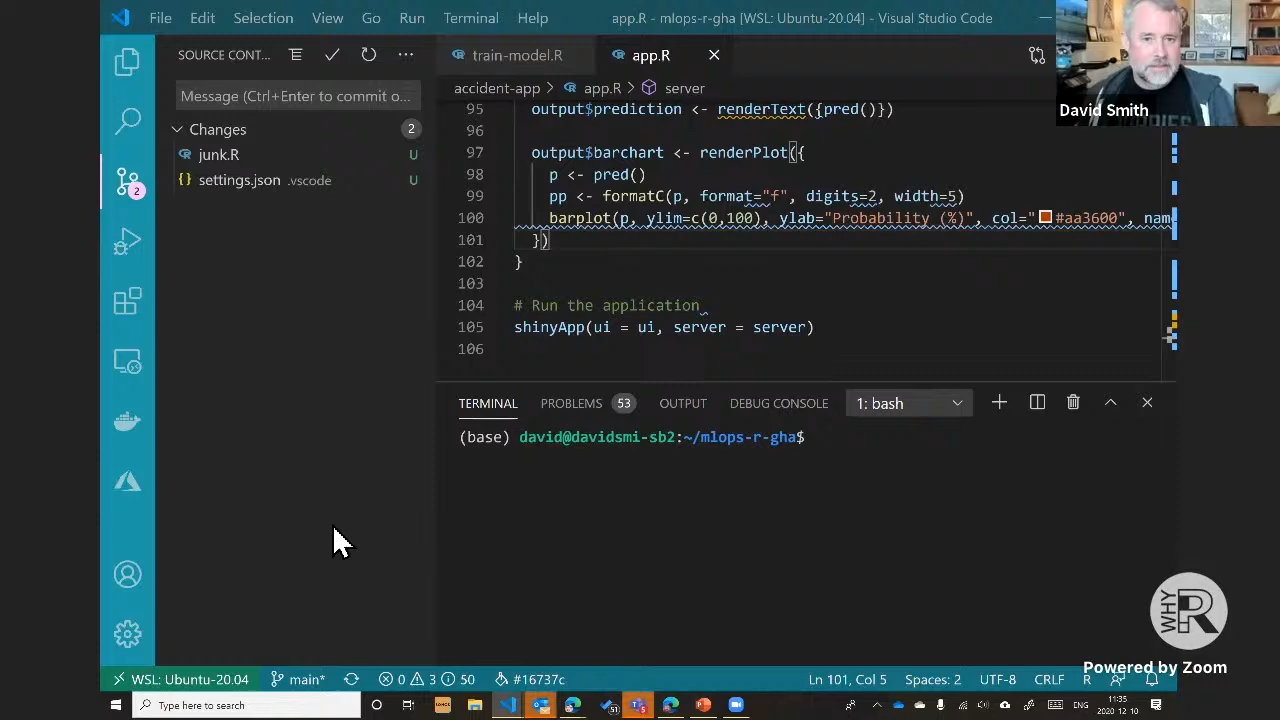 File Edit Selection View Go Run Terminal Help app.R - mlops-r-gha [WSL: Ubuntu-20.04] - Visual Studio Code
David Smith
SOURCE CONT...
train-model.R app.R
Message (Ctrl+Enter to commit o...
Changes 2
junk.R U
settings.json .vscode U
2
accident-app > app.R > server
95 output$prediction <- renderText({pred()})
96
97 output$barchart <- renderPlot({
98 p <- pred()
99 pp <- formatC(p, format="f", digits=2, width=5)
100 barplot(p, ylim=c(0,100), ylab="Probability (%)", col="#aa3600", name
101 })
102 }
103
104 # Run the application
105 shinyApp(ui = ui, server = server)
106
TERMINAL PROBLEMS 53 OUTPUT DEBUG CONSOLE 1: bash
(base) david@davidsmi-sb2:~/mlops-r-gha$
WHY R
Powered by Zoom
WSL: Ubuntu-20.04 main* 0 3 50 #16737c Ln 101, Col 5 Spaces: 2 UTF-8 CRLF R
Type here to search
ENG 11:35
2020-12-10